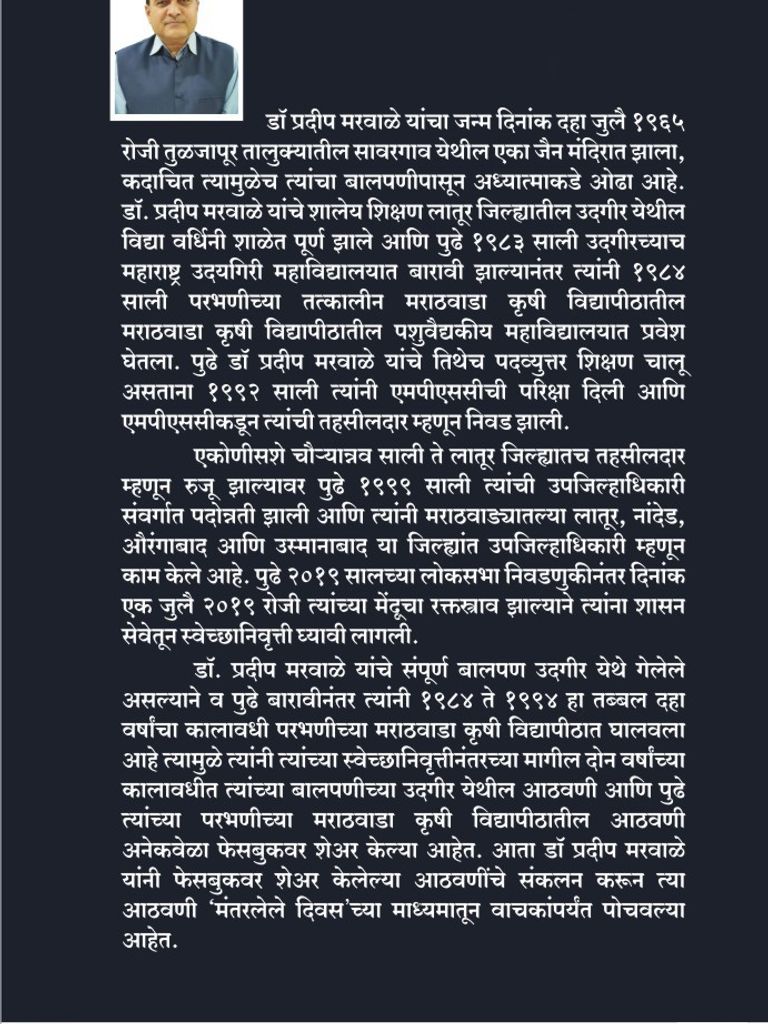 डॉ प्रदीप मरवाळे यांचा जन्म दिनांक दहा जुलै १९६५
रोजी तुळजापूर तालुक्यातील सावरगाव येथील एका जैन मंदिरात झाला,
कदाचित त्यामुळेच त्यांचा बालपणीपासून अध्यात्माकडे ओढा आहे.
डॉ. प्रदीप मरवाळे यांचे शालेय शिक्षण लातूर जिल्ह्यातील उदगीर येथील
विद्या वर्धिनी शाळेत पूर्ण झाले आणि पुढे १९८३ साली उदगीरच्याच
महाराष्ट्र उदयगिरी महाविद्यालयात बारावी झाल्यानंतर त्यांनी १९८४
साली परभणीच्या तत्कालीन मराठवाडा कृषी विद्यापीठातील
मराठवाडा कृषी विद्यापीठातील पशुवैद्यकीय महाविद्यालयात प्रवेश
घेतला. पुढे डॉ प्रदीप मरवाळे यांचे तिथेच पदव्युत्तर शिक्षण चालू
असताना १९९२ साली त्यांनी एमपीएससीची परिक्षा दिली आणि
एमपीएससीकडून त्यांची तहसीलदार म्हणून निवड झाली.
एकोणीसशे चौऱ्यान्नव साली ते लातूर जिल्ह्यातच तहसीलदार
म्हणून रुजू झाल्यावर पुढे १९९९ साली त्यांची उपजिल्हाधिकारी
संवर्गात पदोन्नती झाली आणि त्यांनी मराठवाड्यातल्या लातूर, नांदेड,
औरंगाबाद आणि उस्मानाबाद या जिल्ह्यांत उपजिल्हाधिकारी म्हणून
काम केले आहे. पुढे २०१९ सालच्या लोकसभा निवडणुकीनंतर दिनांक
एक जुलै २०१९ रोजी त्यांच्या मेंदूचा रक्तस्त्राव झाल्याने त्यांना शासन
सेवेतून स्वेच्छानिवृत्ती घ्यावी लागली.
डॉ. प्रदीप मरवाळे यांचे संपूर्ण बालपण उदगीर येथे गेलेले
असल्याने व पुढे बारावीनंतर त्यांनी १९८४ ते १९९४ हा तब्बल दहा
वर्षांचा कालावधी परभणीच्या मराठवाडा कृषी विद्यापीठात घालवला
आहे त्यामुळे त्यांनी त्यांच्या स्वेच्छानिवृत्तीनंतरच्या मागील दोन वर्षांच्या
कालावधीत त्यांच्या बालपणीच्या उदगीर येथील आठवणी आणि पुढे
त्यांच्या परभणीच्या मराठवाडा कृषी विद्यापीठातील आठवणी
अनेकवेळा फेसबुकवर शेअर केल्या आहेत. आता डॉ प्रदीप मरवाळे
यांनी फेसबुकवर शेअर केलेल्या आठवणींचे संकलन करून त्या
आठवणी ‘मंतरलेले दिवस’च्या माध्यमातून वाचकांपर्यंत पोचवल्या
आहेत.